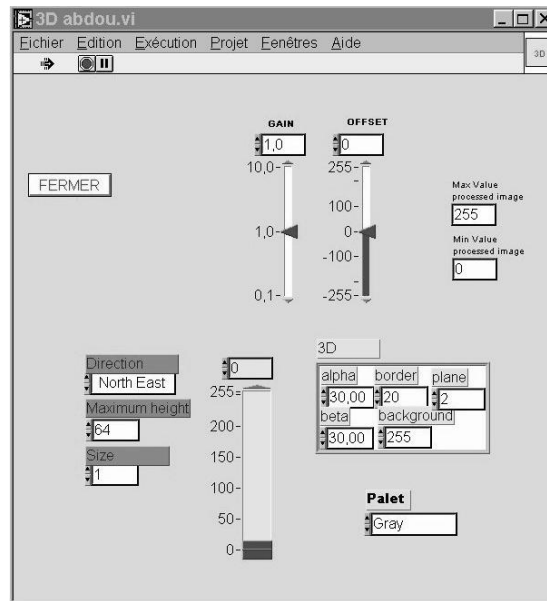 3D abdou.vi
Fichier Edition Exécution Projet Fenêtres Aide
3D
GAIN OFFSET
1,0 0
FERMER
10,0 255
100
1,0 0
-100
0,1 -255
Max Value
processed image
255
Min Value
processed image
0
Direction
North East
Maximum height
64
Size
1
0
255
200
150
100
50
0
3D
alpha border plane
30,00 20 2
beta background
30,00 255
Palet
Gray